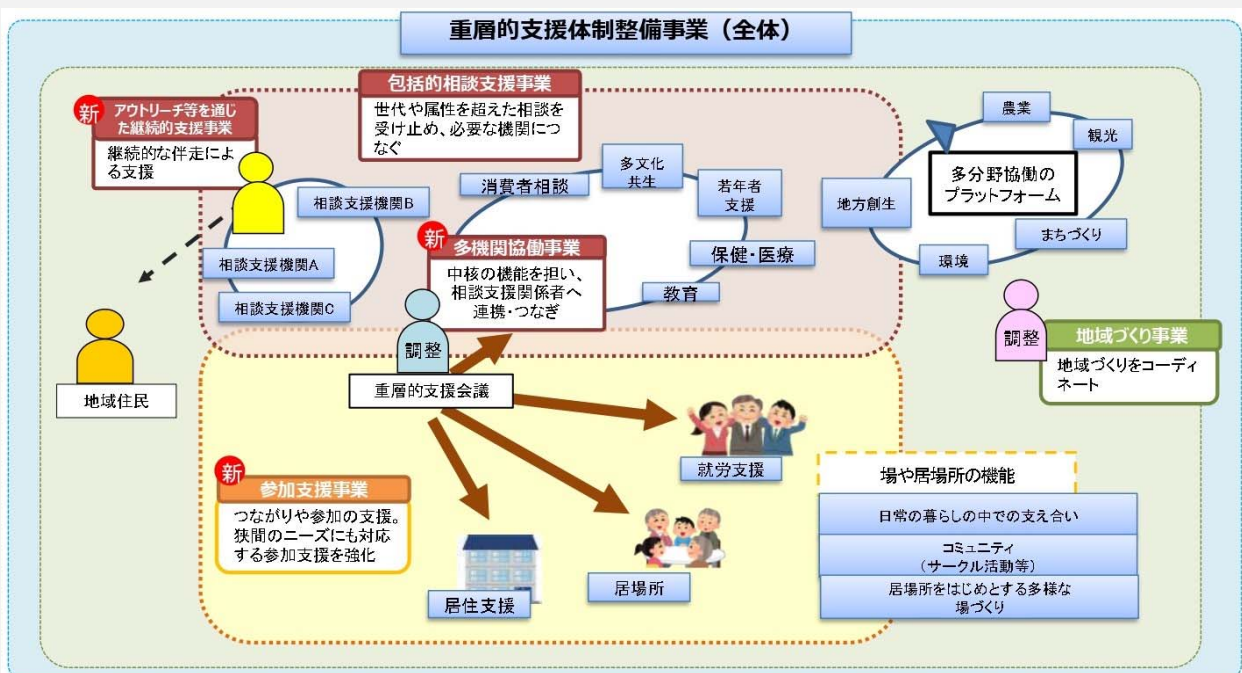 重層的支援体制整備事業（全体）
新
アウトリーチ等を通じ
た継続的支援事業
継続的な伴走によ
る支援
包括的相談支援事業
世代や属性を超えた相談を
受け止め、必要な機関につ
なぐ
相談支援機関B
相談支援機関A
相談支援機関C
消費者相談
多文化
共生
若年者
支援
保健・医療
教育
新
多機関協働事業
中核の機能を担い、
相談支援関係者へ
連携・つなぎ
農業
観光
多分野協働の
プラットフォーム
地方創生
まちづくり
環境
調整
地域づくり事業
地域づくりをコーディ
ネート
地域住民
調整
重層的支援会議
新
参加支援事業
つながりや参加の支援。
狭間のニーズにも対応
する参加支援を強化
就労支援
居場所
居住支援
場や居場所の機能
日常の暮らしの中での支え合い
コミュニティ
（サークル活動等）
居場所をはじめとする多様な
場づくり